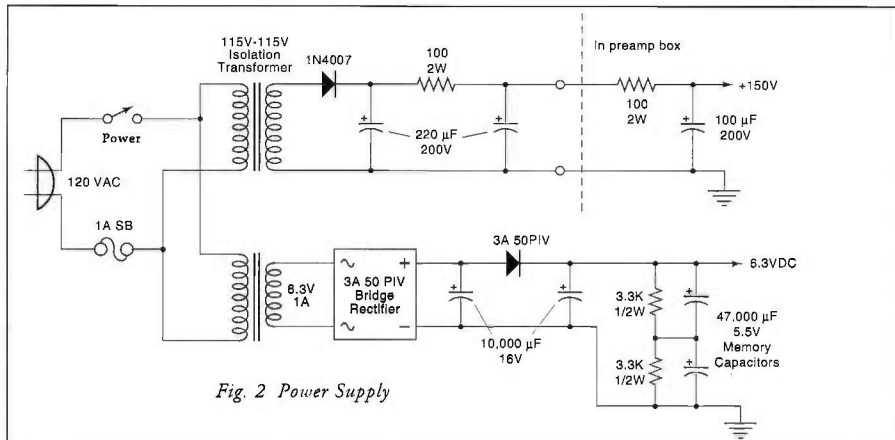 115V-115V
Isolation
Transformer
1N4007
100
2W
In preamp box
+150V
100
2W
100 µF
200V
220 µF
200V
Power
120 VAC
1A SB
6.3V
1A
3A 50 PIV
Bridge
Rectifier
3A 50PIV
6.3VDC
10,000 µF
16V
3.3K
1/2W
3.3K
1/2W
47,000 µF
5.5V
Memory
Capacitors
Fig. 2 Power Supply